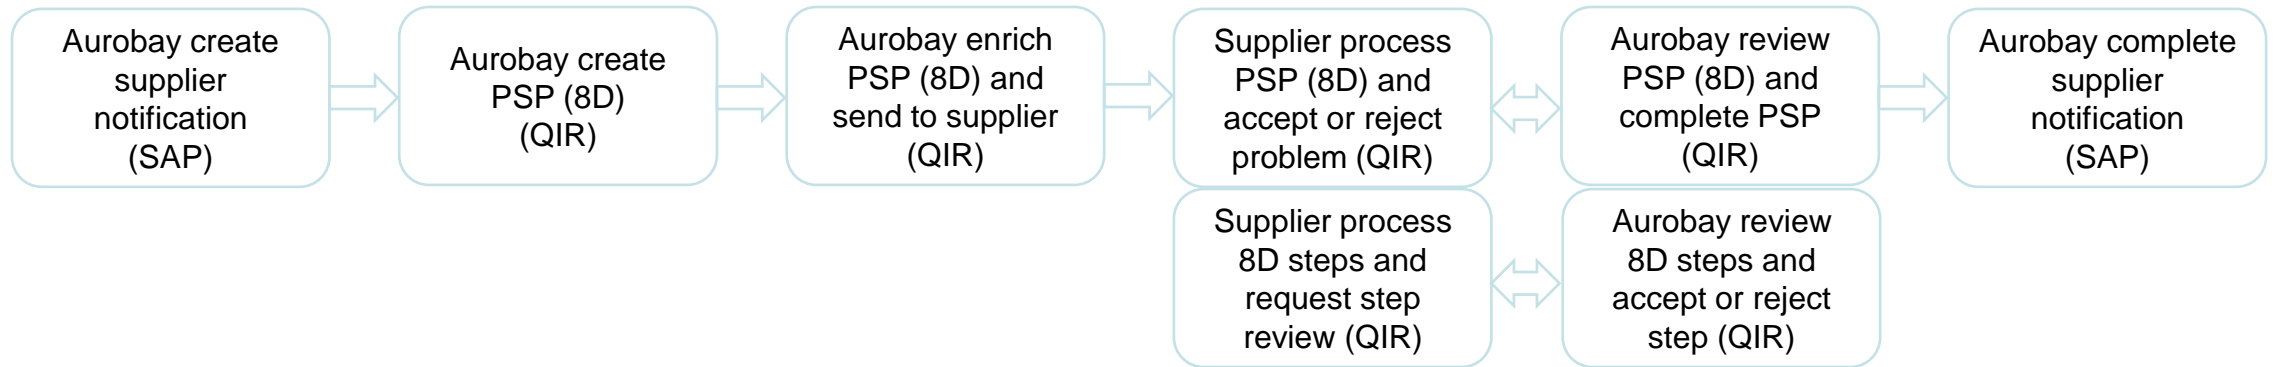 Aurobay create
supplier
notification
(SAP)
Aurobay create
PSP (8D)
(QIR)
Aurobay enrich
PSP (8D) and
send to supplier
(QIR)
Supplier process
PSP (8D) and
accept or reject
problem (QIR)
Aurobay review
PSP (8D) and
complete PSP
(QIR)
Aurobay complete
supplier
notification
(SAP)
Supplier process
8D steps and
request step
review (QIR)
Aurobay review
8D steps and
accept or reject
step (QIR)